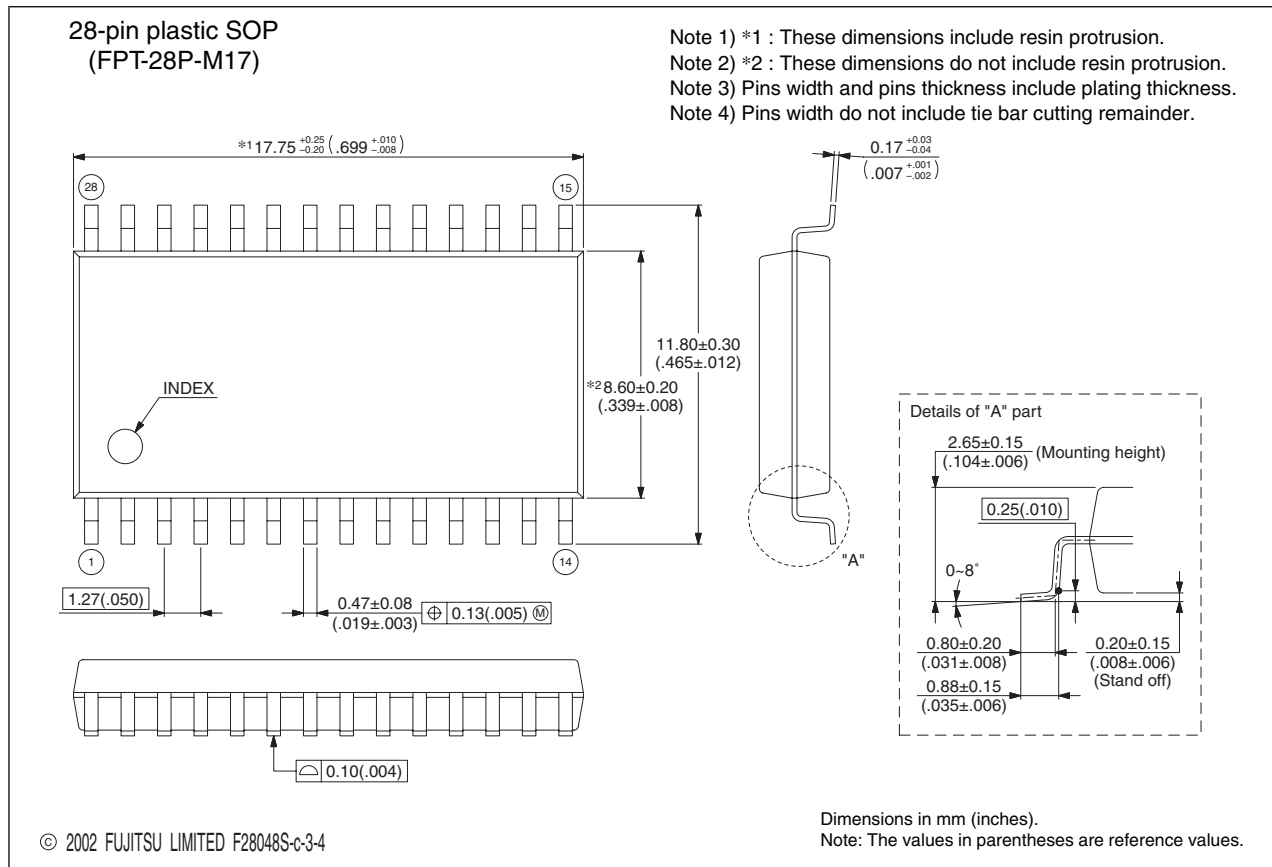 28-pin plastic SOP
(FPT-28P-M17)
Note 1) *1 : These dimensions include resin protrusion.
Note 2) *2 : These dimensions do not include resin protrusion.
Note 3) Pins width and pins thickness include plating thickness.
Note 4) Pins width do not include tie bar cutting remainder.
*1 17.75 +0.25 −0.20 (.699 +.010 −.008)
0.17 +0.03 −0.04
(.007 +.001 −.002)
28
15
11.80±0.30
(.465±.012)
*2 8.60±0.20
(.339±.008)
INDEX
1
14
"A"
1.27(.050)
0.47±0.08
(.019±.003)
⌖ 0.13(.005) Ⓜ
⌓ 0.10(.004)
Details of "A" part
2.65±0.15
(.104±.006)
(Mounting height)
0.25(.010)
0~8°
0.80±0.20
(.031±.008)
0.88±0.15
(.035±.006)
0.20±0.15
(.008±.006)
(Stand off)
© 2002 FUJITSU LIMITED F28048S-c-3-4
Dimensions in mm (inches).
Note: The values in parentheses are reference values.